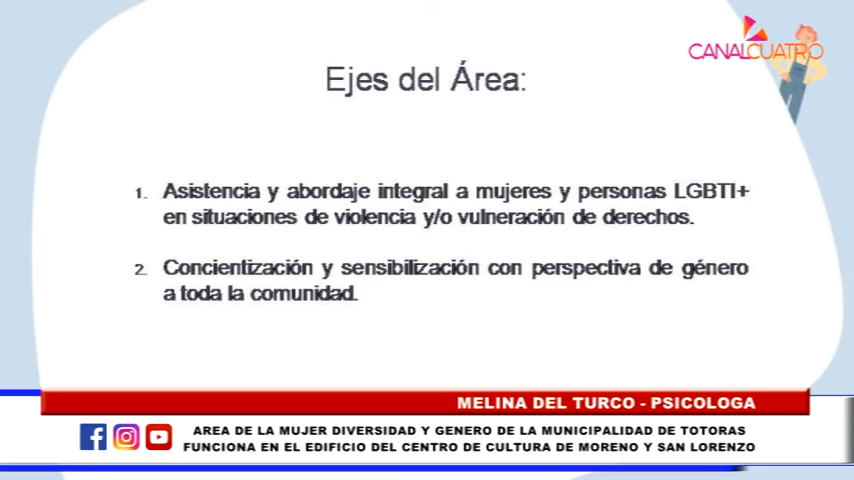 CANALCUATRO
Ejes del Área:
1. Asistencia y abordaje integral a mujeres y personas LGBTI+
en situaciones de violencia y/o vulneración de derechos.
2. Concientización y sensibilización con perspectiva de género
a toda la comunidad.
MELINA DEL TURCO - PSICOLOGA
AREA DE LA MUJER DIVERSIDAD Y GENERO DE LA MUNICIPALIDAD DE TOTORAS
FUNCIONA EN EL EDIFICIO DEL CENTRO DE CULTURA DE MORENO Y SAN LORENZO